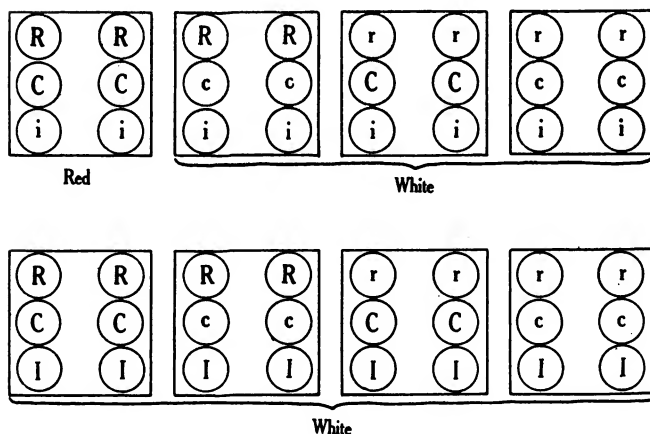 R R R R r r r r
C C c c C C c c
i i i i i i i i
Red White
R R R R r r r r
C C c c C C c c
I I I I I I I I
White